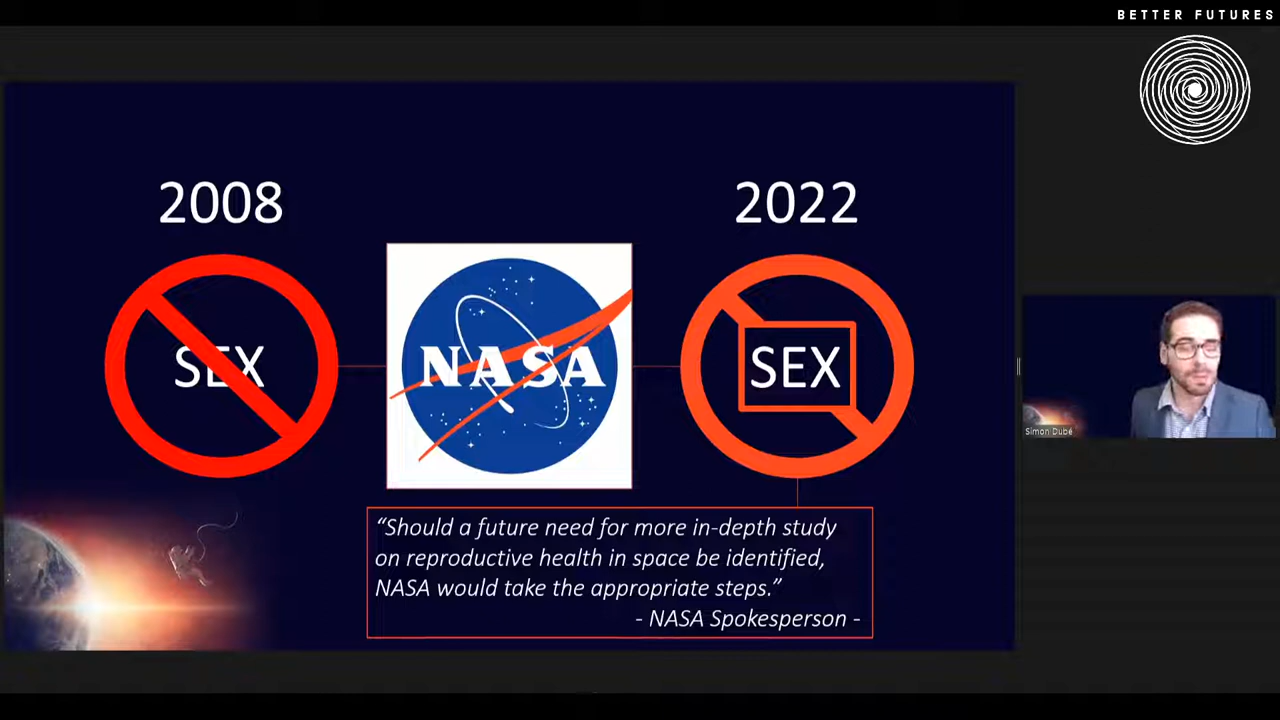 BETTER FUTURES
2008
2022
SEX
NASA
SEX
“Should a future need for more in-depth study
on reproductive health in space be identified,
NASA would take the appropriate steps.”
- NASA Spokesperson -
Simon Dubé